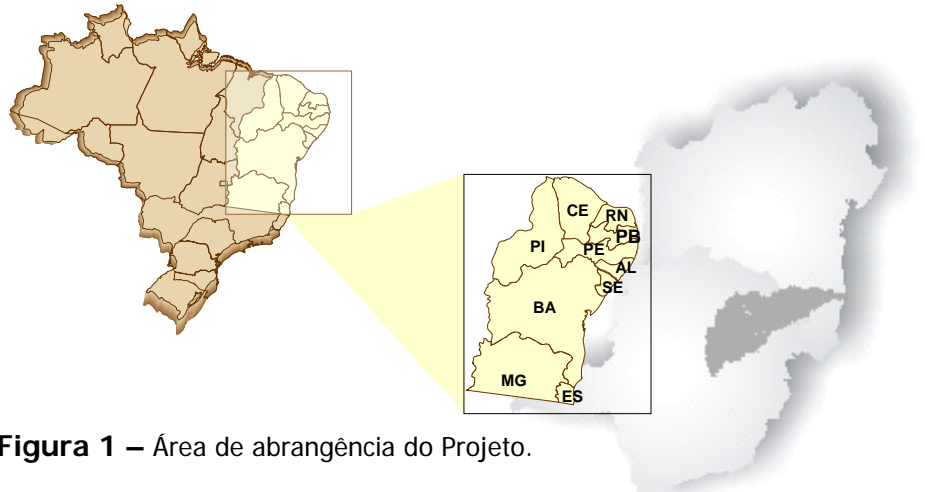 CE
RN
PI
PE
PB
AL
SE
BA
MG
ES
Figura 1 – Área de abrangência do Projeto.